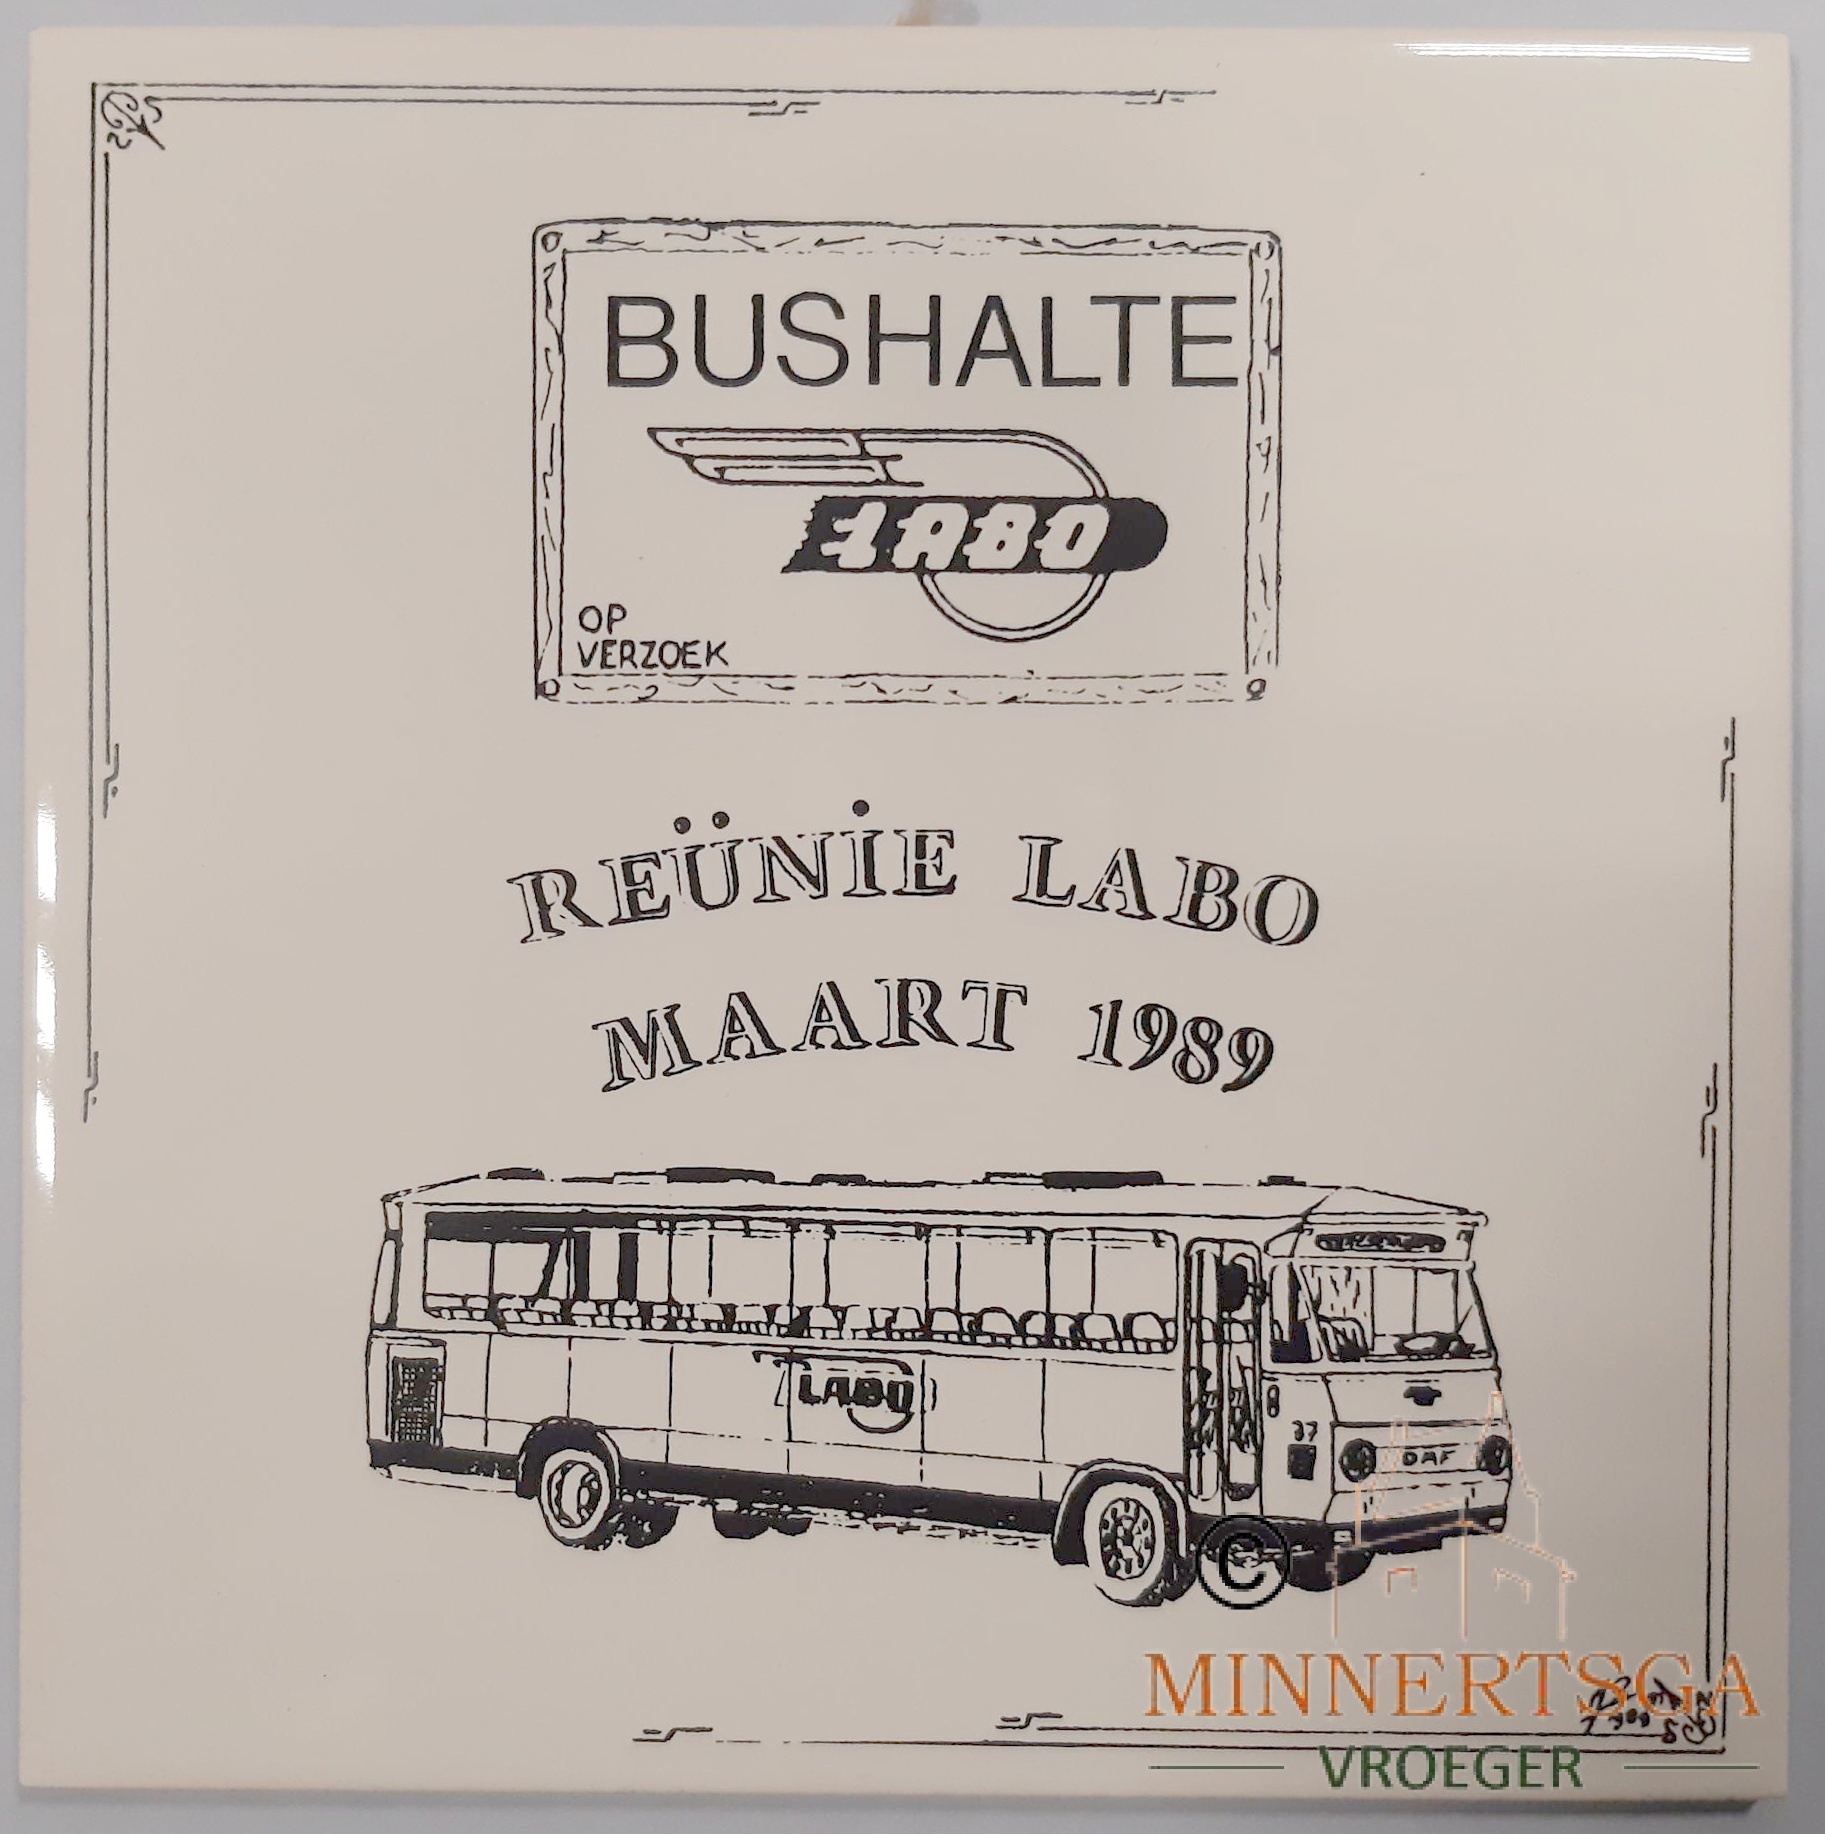 BUSHALTE
LABO
OP
VERZOEK
REÜNIE LABO
MAART 1989
LABO
37
DAF
©
MINNERTSGA
VROEGER